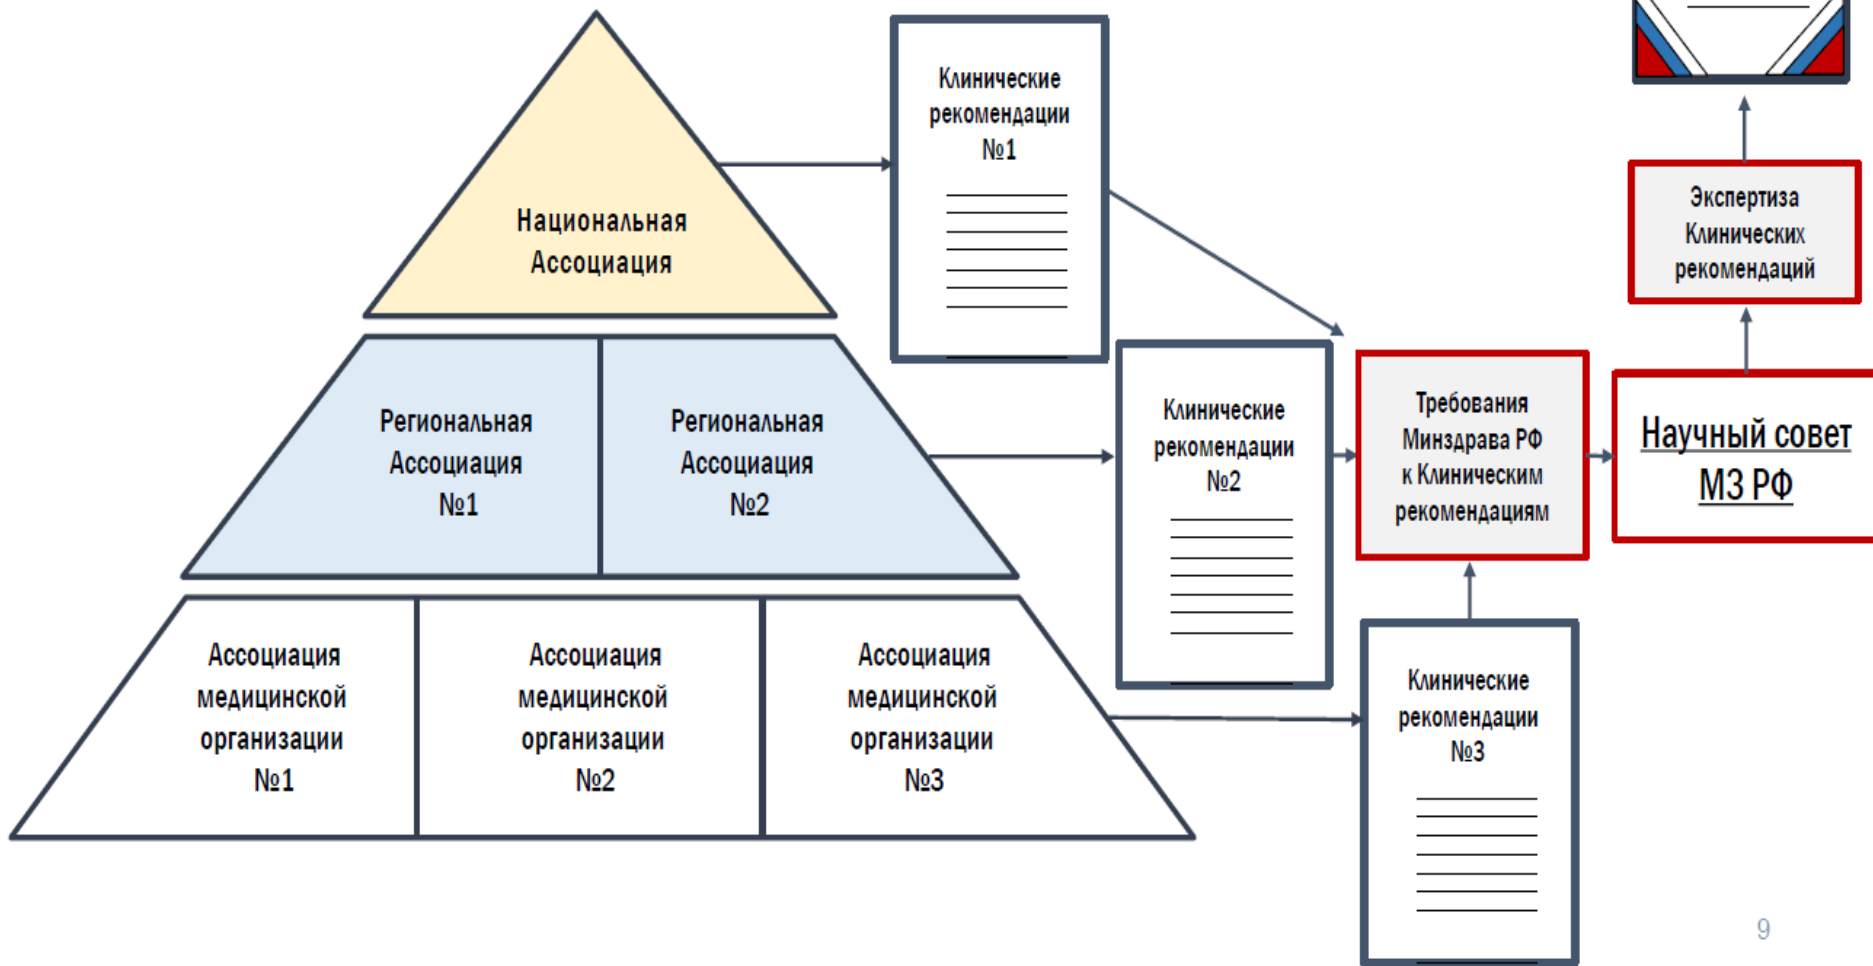 Национальная
Ассоциация
Региональная
Ассоциация
№1
Региональная
Ассоциация
№2
Ассоциация
медицинской
организации
№1
Ассоциация
медицинской
организации
№2
Ассоциация
медицинской
организации
№3
Клинические
рекомендации
№1
Клинические
рекомендации
№2
Клинические
рекомендации
№3
Требования
Минздрава РФ
к Клиническим
рекомендациям
Научный совет
МЗ РФ
Экспертиза
Клинических
рекомендаций
9